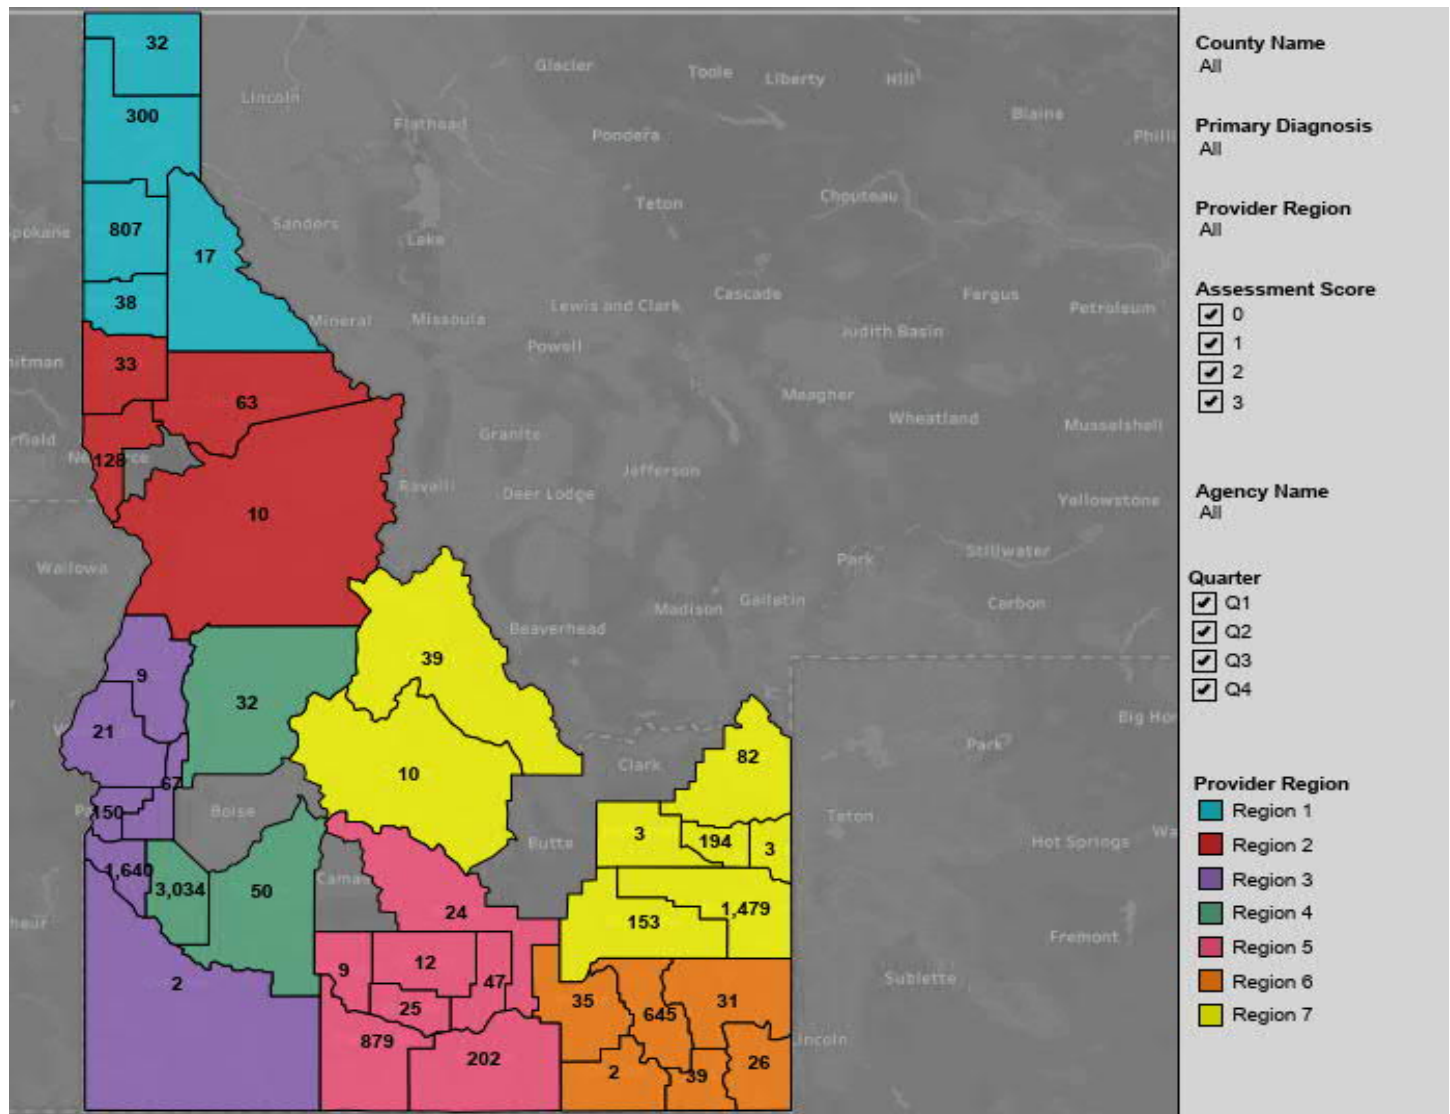 32
Glacier
Toole
Liberty
Hill
Lincoln
Blaine
300
Flathead
Pondera
Teton
Chouteau
807
Sanders
Lake
17
38
Mineral
Missoula
Lewis and Clark
Cascade
Fergus
Petroleum
Judith Basin
Powell
33
63
Meagher
Wheatland
Musselshell
128
Granite
Jefferson
10
Ravalli
Deer Lodge
Yellowstone
Wallowa
Park
Stillwater
Madison
Gallatin
Carbon
Beaverhead
9
39
32
21
Big Hor
Park
67
10
Clark
82
150
Boise
Butte
3
194
3
Teton
Hot Springs
Wa
1,640
3,034
50
Camas
24
153
1,479
Fremont
2
9
12
47
25
35
645
31
Sublette
879
202
2
39
26
Lincoln
County Name
All
Primary Diagnosis
All
Provider Region
All
Assessment Score
0
1
2
3
Agency Name
All
Quarter
Q1
Q2
Q3
Q4
Provider Region
Region 1
Region 2
Region 3
Region 4
Region 5
Region 6
Region 7